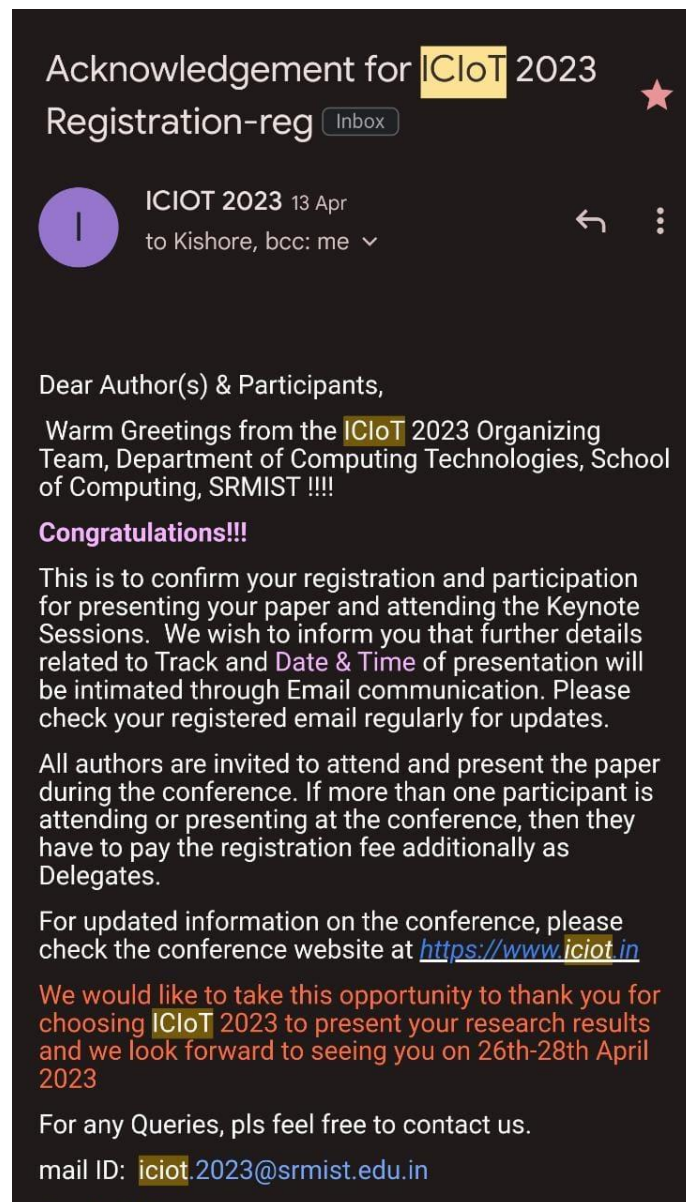 Acknowledgement for ICIoT 2023
Registration-reg Inbox
I
ICIOT 2023 13 Apr
to Kishore, bcc: me
Dear Author(s) & Participants,
Warm Greetings from the ICIoT 2023 Organizing
Team, Department of Computing Technologies, School
of Computing, SRMIST !!!!
Congratulations!!!
This is to confirm your registration and participation
for presenting your paper and attending the Keynote
Sessions.  We wish to inform you that further details
related to Track and Date & Time of presentation will
be intimated through Email communication. Please
check your registered email regularly for updates.
All authors are invited to attend and present the paper
during the conference. If more than one participant is
attending or presenting at the conference, then they
have to pay the registration fee additionally as
Delegates.
For updated information on the conference, please
check the conference website at https://www.iciot.in
We would like to take this opportunity to thank you for
choosing ICIoT 2023 to present your research results
and we look forward to seeing you on 26th-28th April
2023
For any Queries, pls feel free to contact us.
mail ID:  iciot.2023@srmist.edu.in